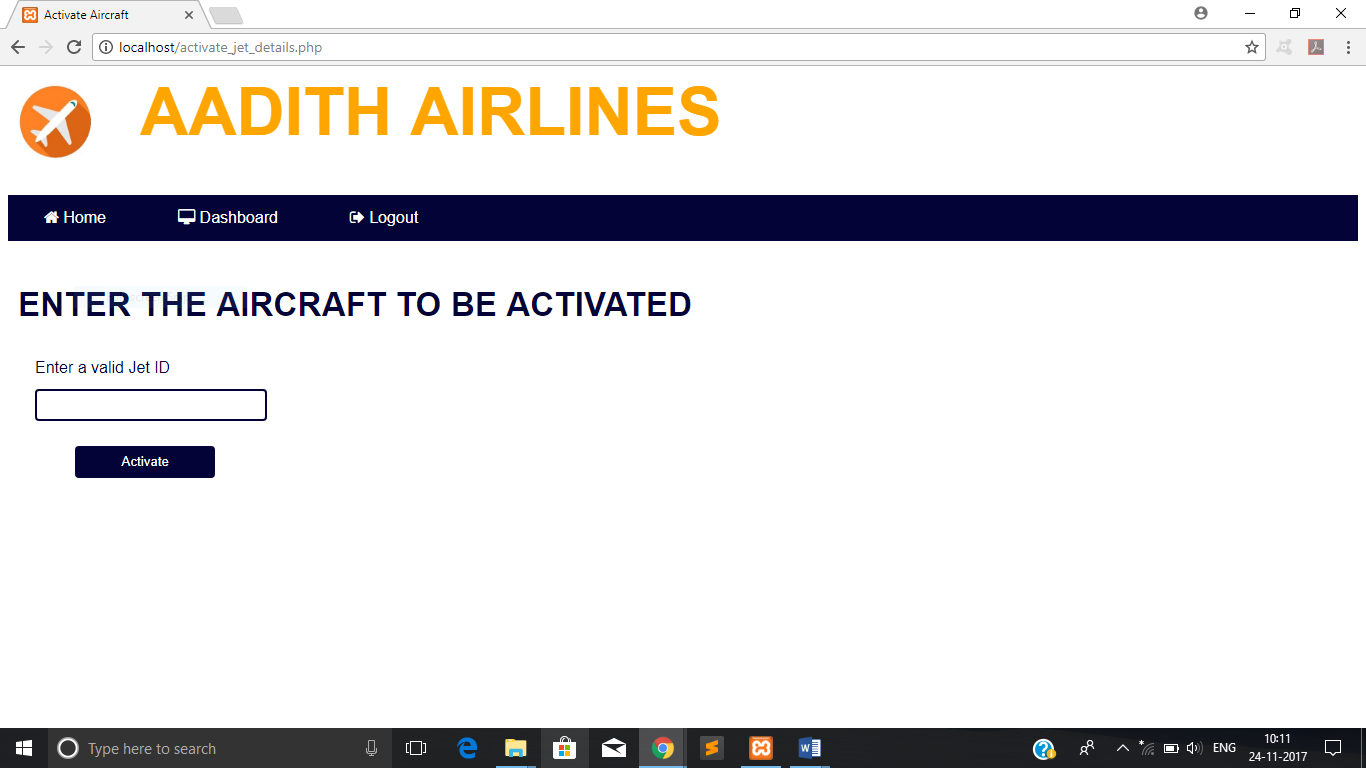 Activate Aircraft
localhost/activate_jet_details.php
AADITH AIRLINES
Home Dashboard Logout
ENTER THE AIRCRAFT TO BE ACTIVATED
Enter a valid Jet ID
Activate
Type here to search
ENG
10:11
24-11-2017